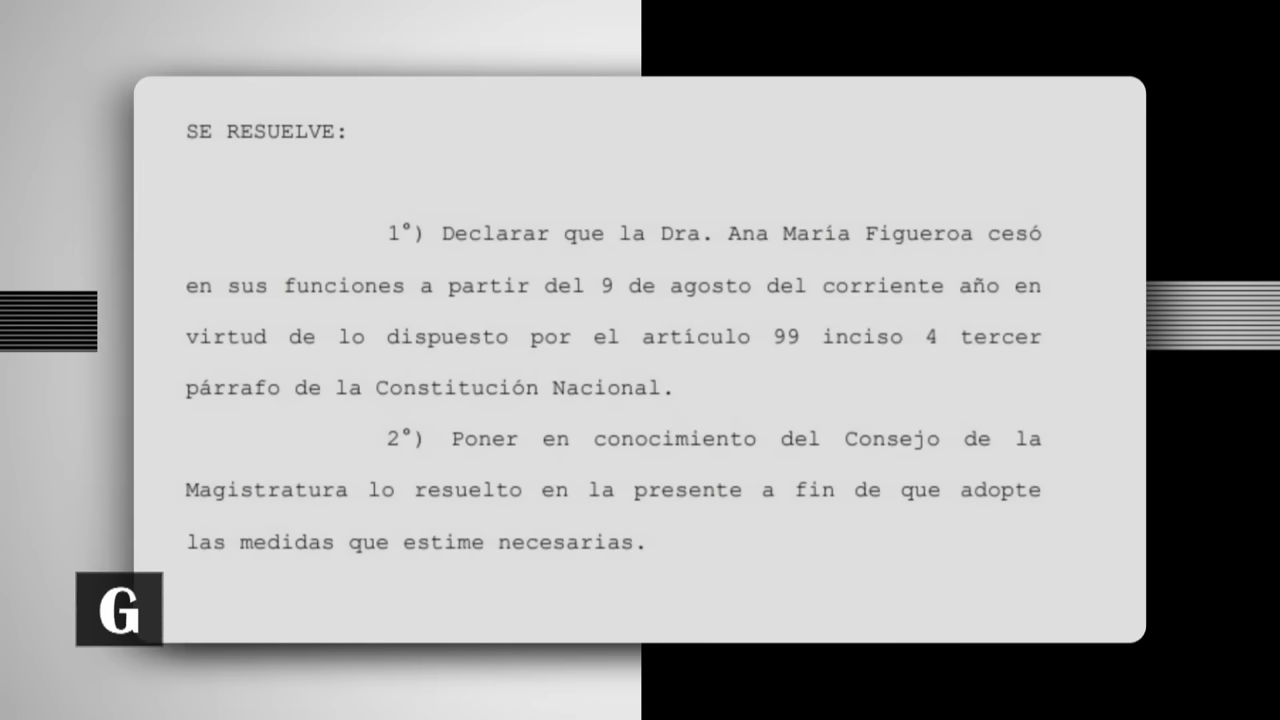 SE RESUELVE:
1°) Declarar que la Dra. Ana María Figueroa cesó
en sus funciones a partir del 9 de agosto del corriente año en
virtud de lo dispuesto por el artículo 99 inciso 4 tercer
párrafo de la Constitución Nacional.
2°) Poner en conocimiento del Consejo de la
Magistratura lo resuelto en la presente a fin de que adopte
las medidas que estime necesarias.
G